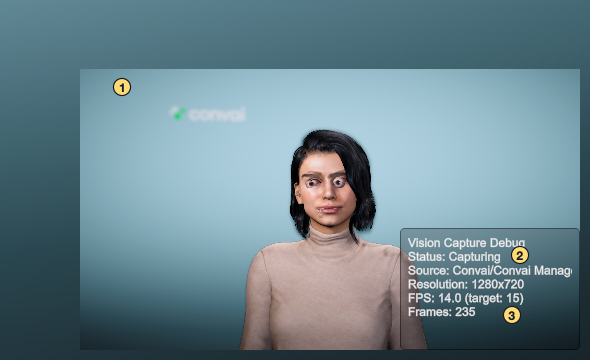 1
convai
Vision Capture Debug
Status: Capturing
2
Source: Convai/Convai Manag
Resolution: 1280x720
FPS: 14.0 (target: 15)
Frames: 235
3